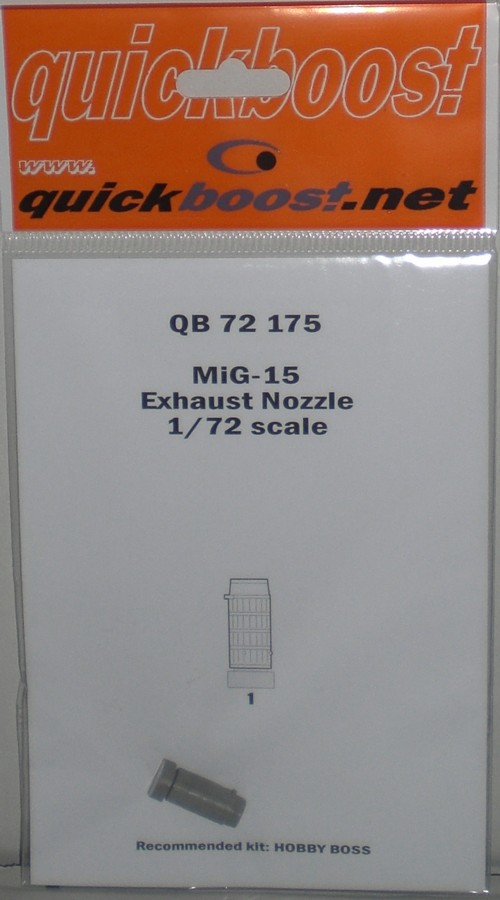 quickboost
www.
quickboost.net
QB 72 175
MiG-15
Exhaust Nozzle
1/72 scale
1
Recommended kit: HOBBY BOSS